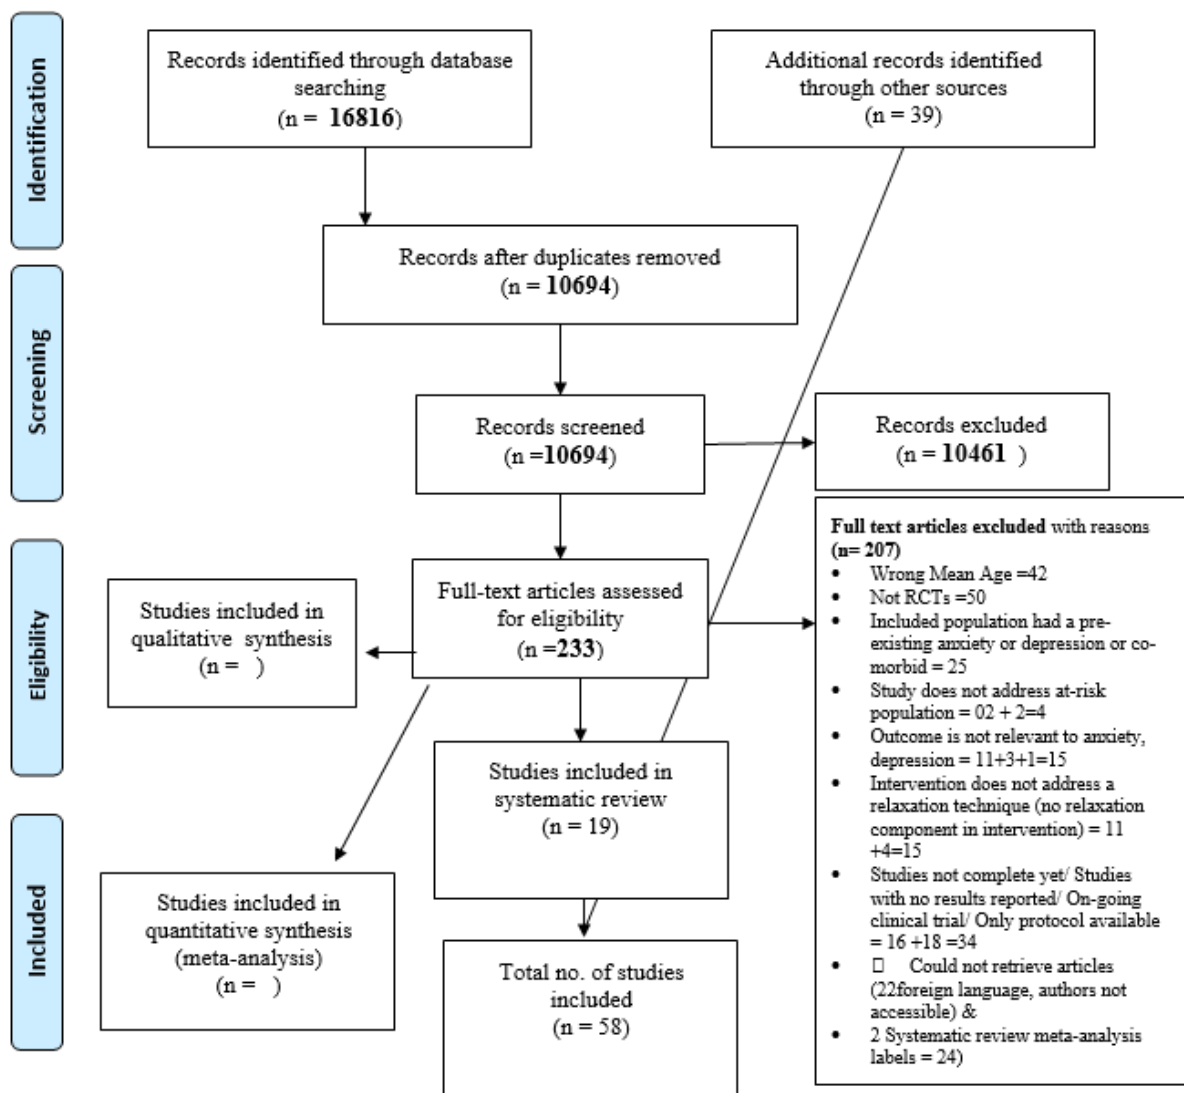 Identification
Records identified through database
searching
(n = 16816)
Additional records identified
through other sources
(n = 39)
Records after duplicates removed
(n = 10694)
Screening
Records screened
(n =10694)
Records excluded
(n = 10461 )
Eligibility
Full-text articles assessed
for eligibility
(n =233)
Studies included in
qualitative synthesis
(n = )
Full text articles excluded with reasons
(n= 207)
• Wrong Mean Age =42
• Not RCTs =50
• Included population had a pre-
existing anxiety or depression or co-
morbid = 25
• Study does not address at-risk
population = 02 + 2=4
• Outcome is not relevant to anxiety,
depression = 11+3+1=15
• Intervention does not address a
relaxation technique (no relaxation
component in intervention) = 11
+4=15
• Studies not complete yet/ Studies
with no results reported/ On-going
clinical trial/ Only protocol available
= 16 +18 =34
• □ Could not retrieve articles
(22foreign language, authors not
accessible) &
• 2 Systematic review meta-analysis
labels = 24)
Studies included in
systematic review
(n = 19)
Included
Studies included in
quantitative synthesis
(meta-analysis)
(n = )
Total no. of studies
included
(n = 58)